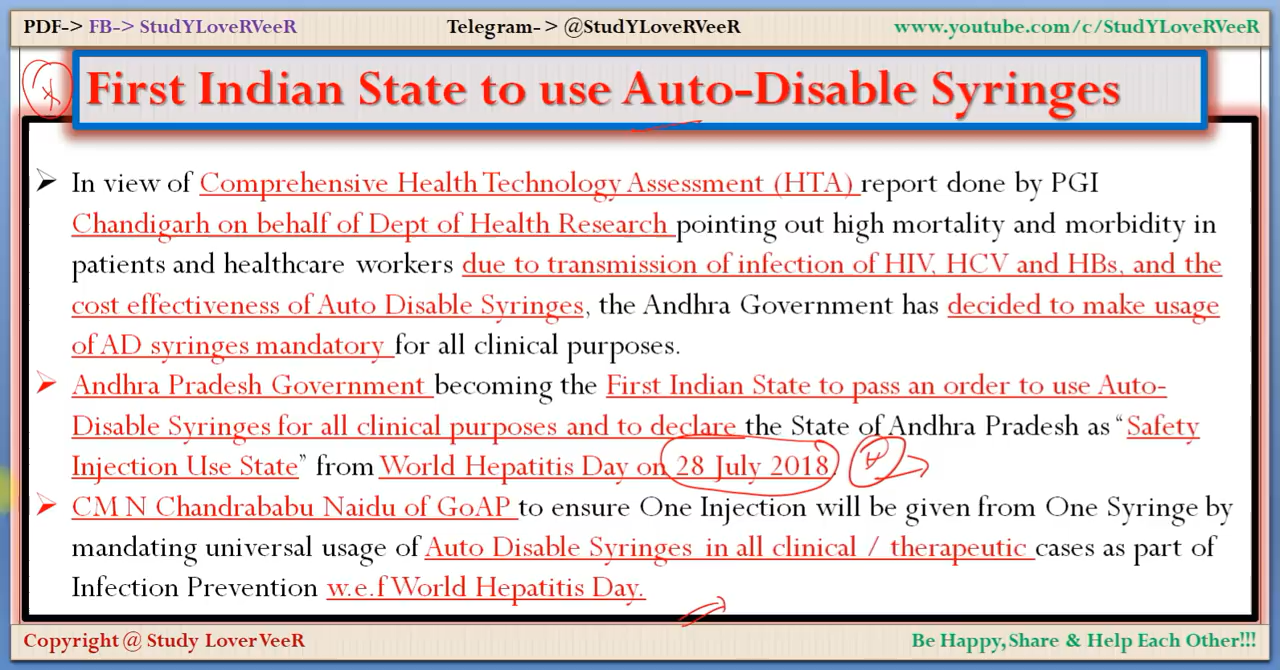 PDF-> FB-> StudYLoveRVeeR Telegram-> @StudYLoveRVeeR www.youtube.com/c/StudYLoveRVeeR
First Indian State to use Auto-Disable Syringes
➤ In view of Comprehensive Health Technology Assessment (HTA) report done by PGI
Chandigarh on behalf of Dept of Health Research pointing out high mortality and morbidity in
patients and healthcare workers due to transmission of infection of HIV, HCV and HBs, and the
cost effectiveness of Auto Disable Syringes, the Andhra Government has decided to make usage
of AD syringes mandatory for all clinical purposes.
➤ Andhra Pradesh Government becoming the First Indian State to pass an order to use Auto-
Disable Syringes for all clinical purposes and to declare the State of Andhra Pradesh as “Safety
Injection Use State” from World Hepatitis Day on 28 July 2018.
➤ CM N Chandrababu Naidu of GoAP to ensure One Injection will be given from One Syringe by
mandating universal usage of Auto Disable Syringes in all clinical / therapeutic cases as part of
Infection Prevention w.e.f World Hepatitis Day.
Copyright @ Study LoverVeeR Be Happy, Share & Help Each Other!!!